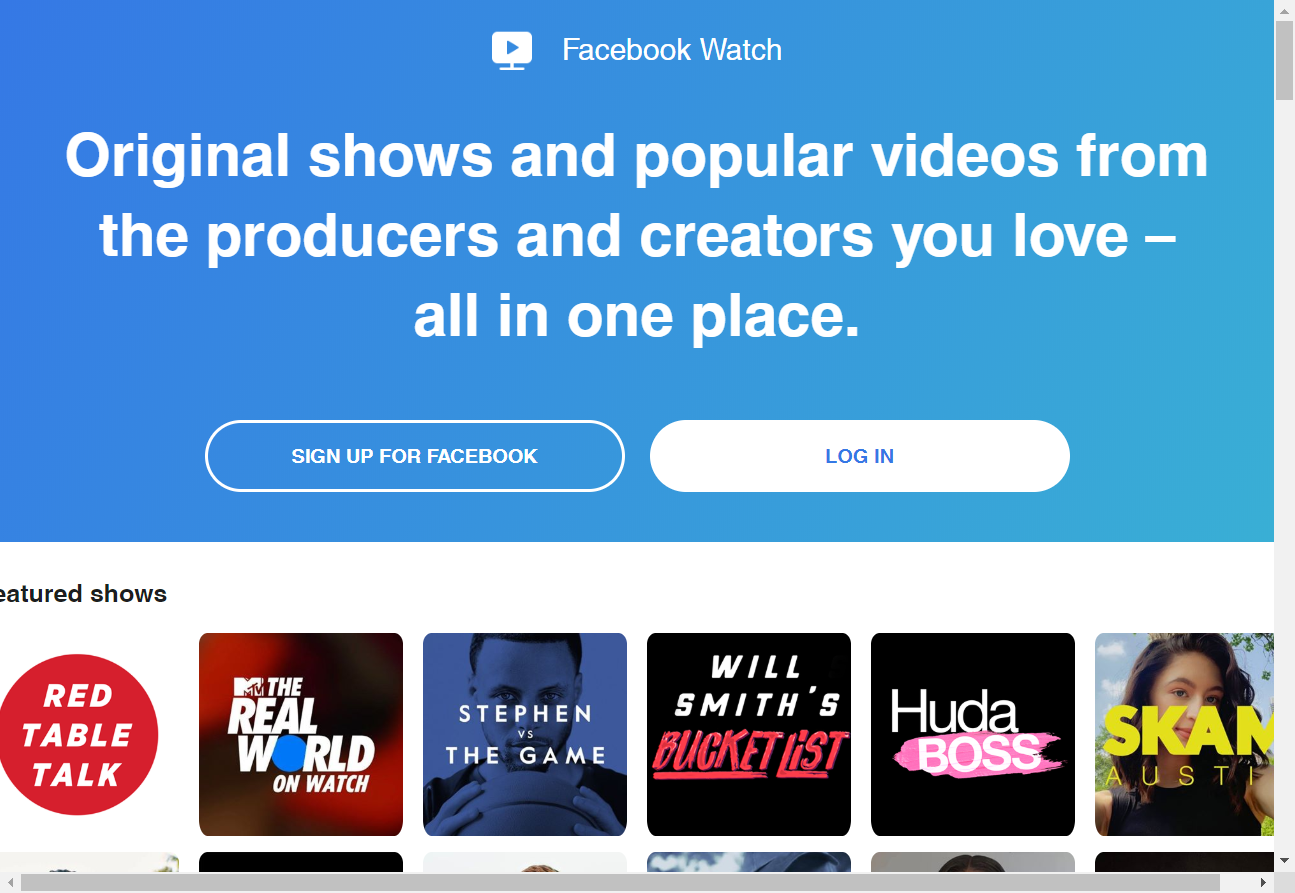 Facebook Watch
Original shows and popular videos from
the producers and creators you love –
all in one place.
SIGN UP FOR FACEBOOK
LOG IN
eatured shows
RED
TABLE
TALK
MTV THE
REAL
WORLD
ON WATCH
STEPHEN
VS
THE GAME
WILL
SMITH'S
BUCKET LIST
Huda
BOSS
SKAM
AUSTI